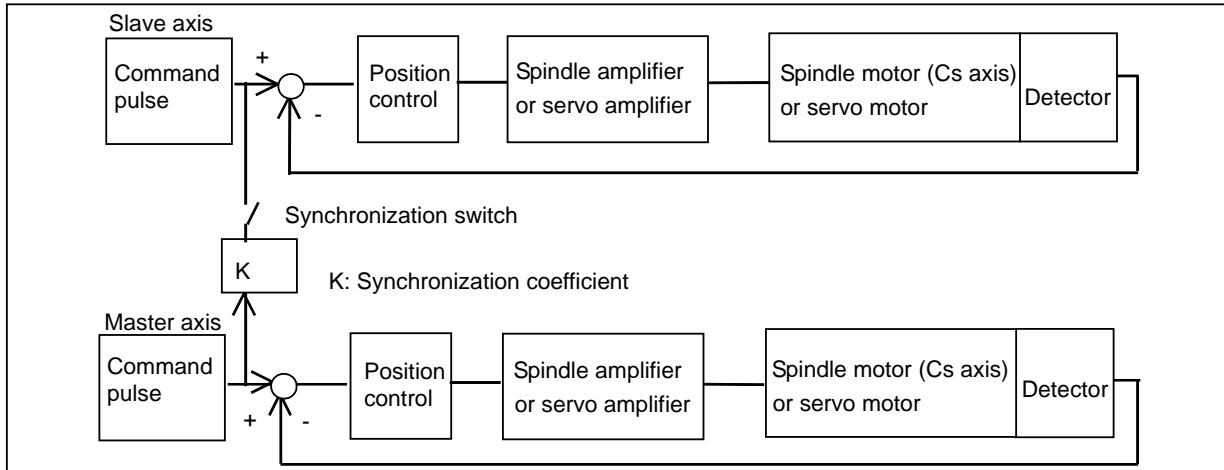 Slave axis
Command
pulse
+
-
Position
control
Spindle amplifier
or servo amplifier
Spindle motor (Cs axis)
or servo motor
Detector
Synchronization switch
K
K: Synchronization coefficient
Master axis
Command
pulse
+
-
Position
control
Spindle amplifier
or servo amplifier
Spindle motor (Cs axis)
or servo motor
Detector